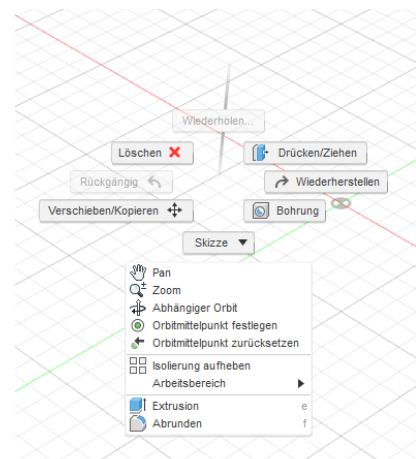 Wiederholen...
Löschen
Drücken/Ziehen
Rückgängig
Wiederherstellen
Verschieben/Kopieren
Bohrung
Skizze
Pan
Zoom
Abhängiger Orbit
Orbitmittelpunkt festlegen
Orbitmittelpunkt zurücksetzen
Isolierung aufheben
Arbeitsbereich
Extrusion e
Abrunden f